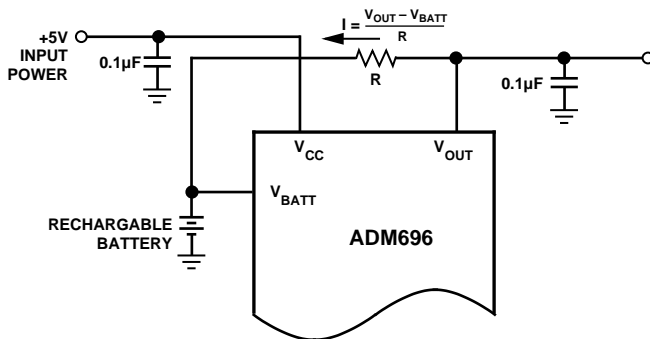 I = VOUT – VBATT
R
+5V
INPUT
POWER
0.1µF
R
0.1µF
VCC
VOUT
VBATT
RECHARGABLE
BATTERY
ADM696